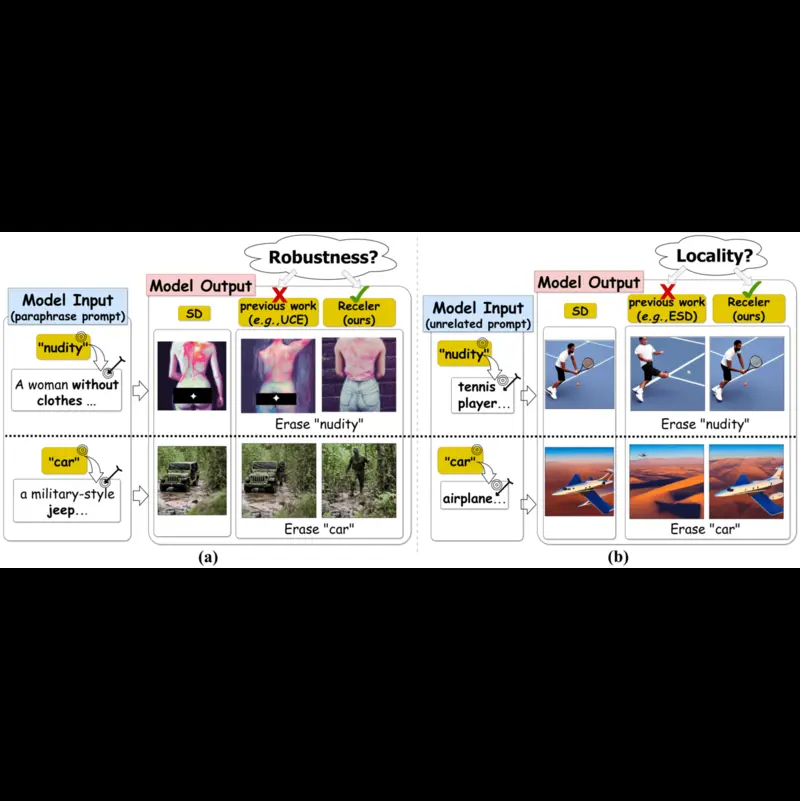 Robustness?
Model Output
Model Input
(paraphrase prompt)
SD
previous work
(e.g.,UCE)
Receler
(ours)
"nudity"
A woman without
clothes ...
Erase "nudity"
"car"
a military-style
jeep...
Erase "car"
(a)
Locality?
Model Output
Model Input
(unrelated prompt)
SD
previous work
(e.g.,ESD)
Receler
(ours)
"nudity"
tennis
player...
Erase "nudity"
"car"
airplane...
Erase "car"
(b)